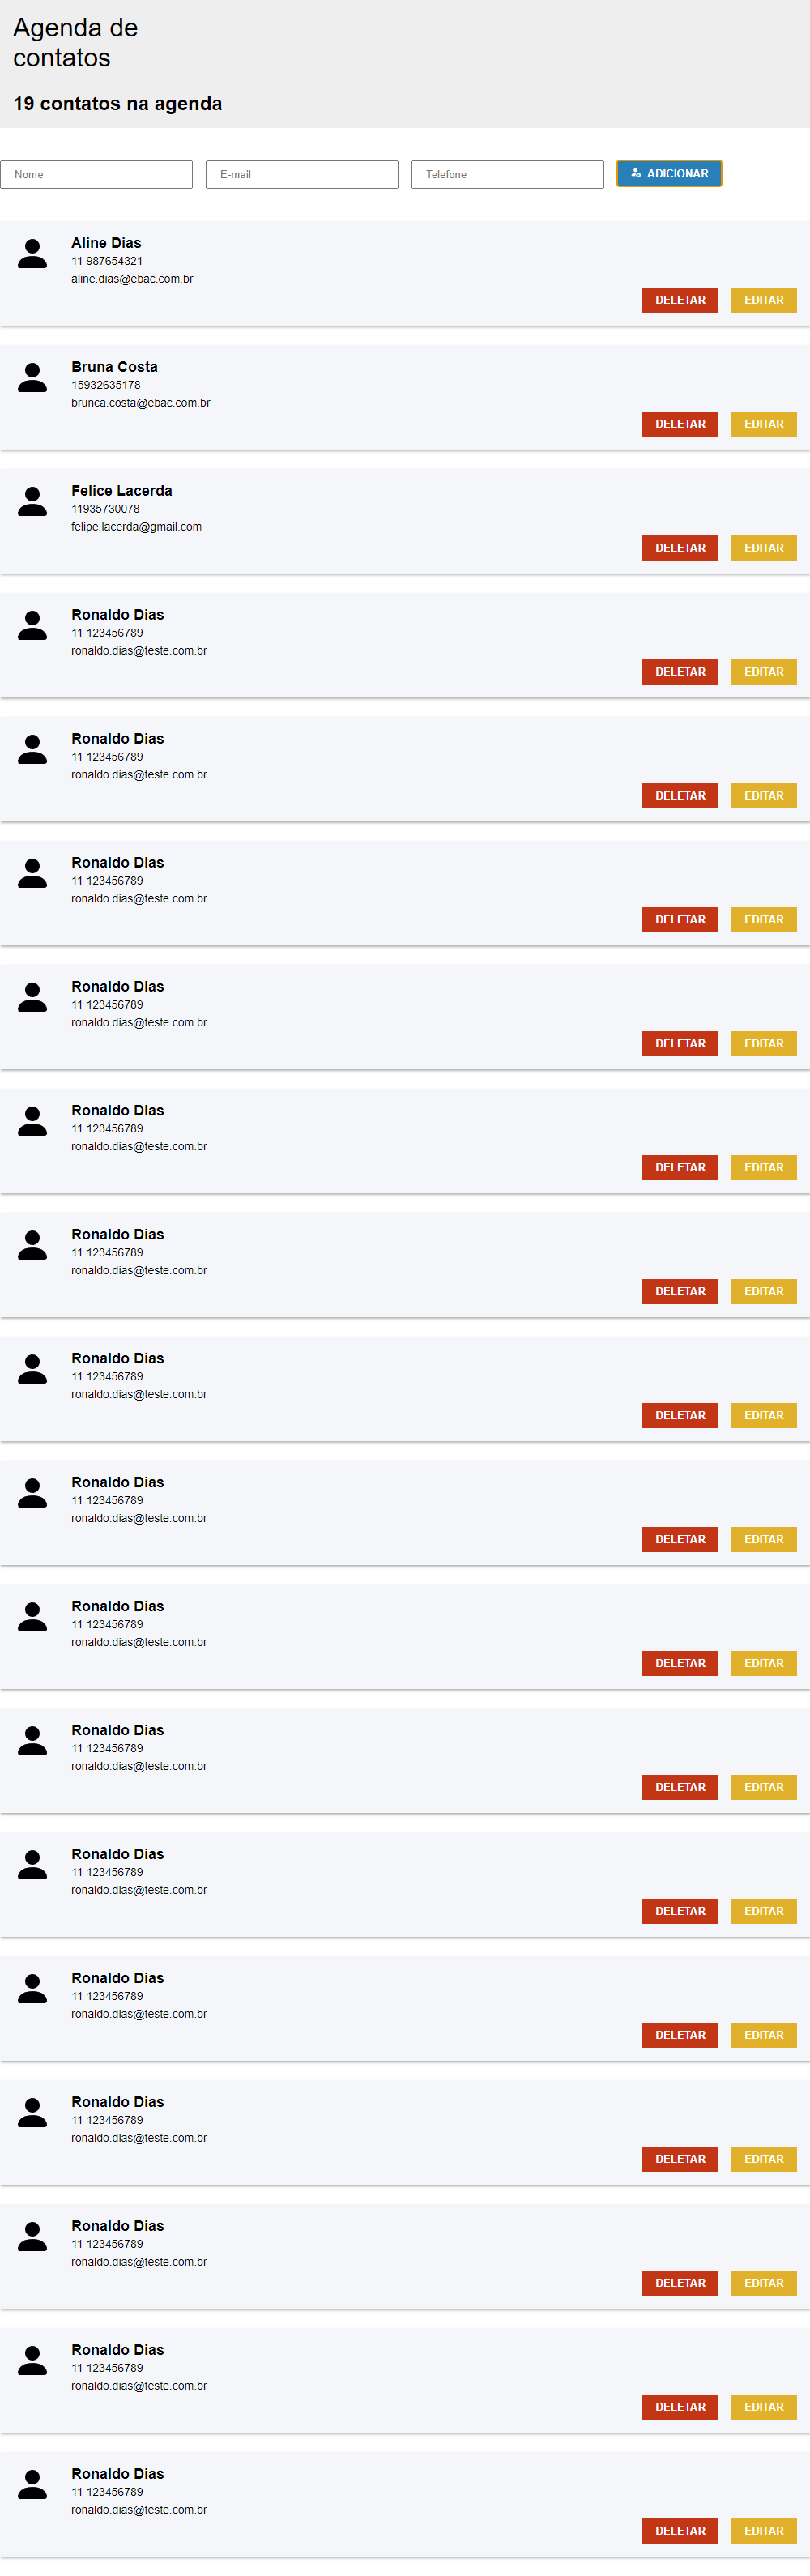 Agenda de
contatos
19 contatos na agenda
Nome E-mail Telefone ADICIONAR
Aline Dias
11 987654321
aline.dias@ebac.com.br
DELETAR EDITAR
Bruna Costa
15932635178
brunca.costa@ebac.com.br
DELETAR EDITAR
Felice Lacerda
11935730078
felipe.lacerda@gmail.com
DELETAR EDITAR
Ronaldo Dias
11 123456789
ronaldo.dias@teste.com.br
DELETAR EDITAR
Ronaldo Dias
11 123456789
ronaldo.dias@teste.com.br
DELETAR EDITAR
Ronaldo Dias
11 123456789
ronaldo.dias@teste.com.br
DELETAR EDITAR
Ronaldo Dias
11 123456789
ronaldo.dias@teste.com.br
DELETAR EDITAR
Ronaldo Dias
11 123456789
ronaldo.dias@teste.com.br
DELETAR EDITAR
Ronaldo Dias
11 123456789
ronaldo.dias@teste.com.br
DELETAR EDITAR
Ronaldo Dias
11 123456789
ronaldo.dias@teste.com.br
DELETAR EDITAR
Ronaldo Dias
11 123456789
ronaldo.dias@teste.com.br
DELETAR EDITAR
Ronaldo Dias
11 123456789
ronaldo.dias@teste.com.br
DELETAR EDITAR
Ronaldo Dias
11 123456789
ronaldo.dias@teste.com.br
DELETAR EDITAR
Ronaldo Dias
11 123456789
ronaldo.dias@teste.com.br
DELETAR EDITAR
Ronaldo Dias
11 123456789
ronaldo.dias@teste.com.br
DELETAR EDITAR
Ronaldo Dias
11 123456789
ronaldo.dias@teste.com.br
DELETAR EDITAR
Ronaldo Dias
11 123456789
ronaldo.dias@teste.com.br
DELETAR EDITAR
Ronaldo Dias
11 123456789
ronaldo.dias@teste.com.br
DELETAR EDITAR
Ronaldo Dias
11 123456789
ronaldo.dias@teste.com.br
DELETAR EDITAR